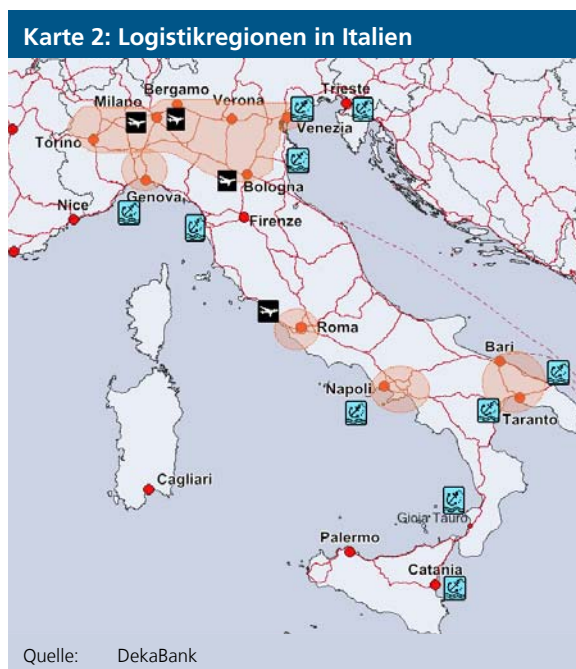 Karte 2: Logistikregionen in Italien
Bergamo
Milano
Verona
Trieste
Venezia
Torino
Bologna
Genova
Nice
Firenze
Roma
Bari
Napoli
Taranto
Cagliari
Gioia Tauro
Palermo
Catania
Quelle: DekaBank